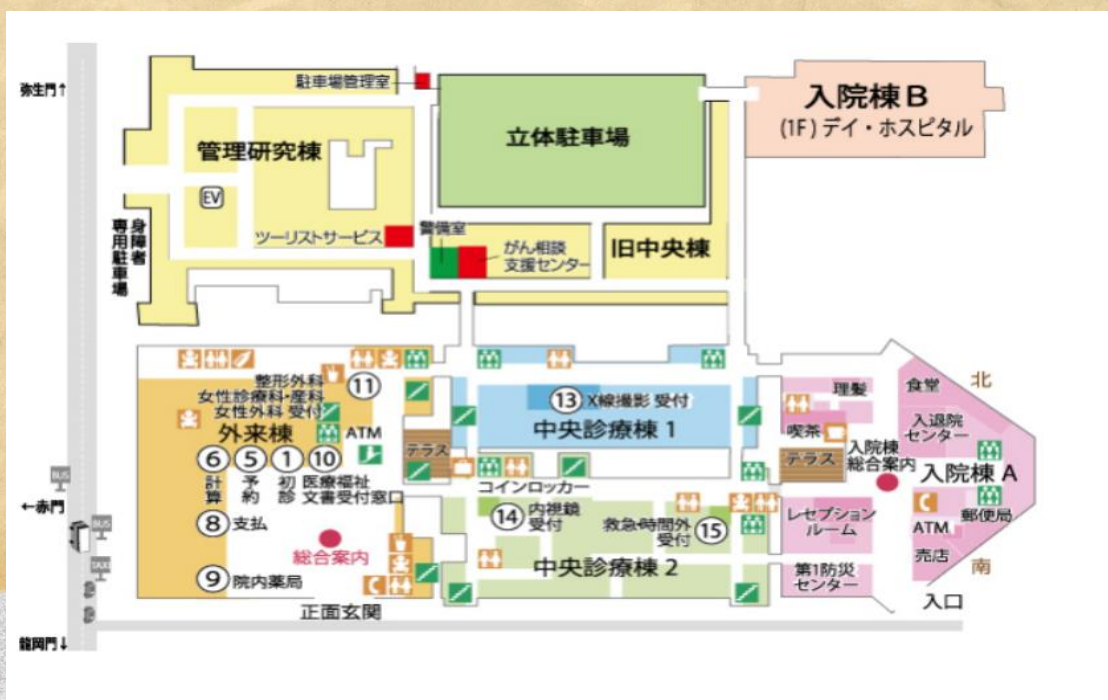 弥生門↑
駐車場管理室
入院棟B
(1F)デイ・ホスピタル
立体駐車場
管理研究棟
EV
身障者
専用駐車場
ツーリストサービス
警備室
がん相談
支援センター
旧中央棟
整形外科
女性診療科・産科
女性外科 受付
11
外来棟
ATM
6
計算
5
予約
1
初診
10
医療福祉
文書受付窓口
8 支払
総合案内
9 院内薬局
正面玄関
テラス
13 X線撮影 受付
中央診療棟1
コインロッカー
14 内視鏡
受付
救急・時間外
受付 15
中央診療棟2
理髪
喫茶
テラス
入院棟
総合案内
レセプション
ルーム
第1防災
センター
食堂
北
入退院
センター
入院棟A
郵便局
ATM
売店
南
入口
BUS
←赤門
BUS
TAXI
龍岡門↓